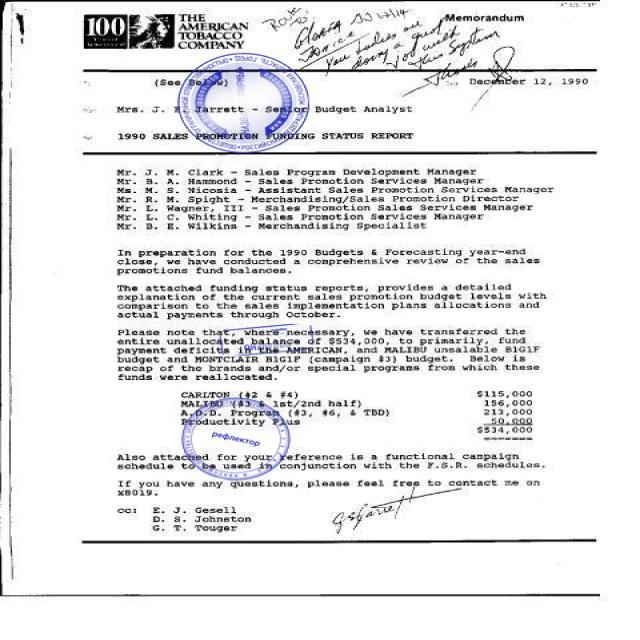 100
THE
AMERICAN
TOBACCO
COMPANY
Memorandum
You Ladies are
doing a great
job with
this system
Thanks
(See Below)
December 12, 1990
Mrs. J. E. Jarrett - Senior Budget Analyst
1990 SALES PROMOTION FUNDING STATUS REPORT
Mr. J. M. Clark - Sales Program Development Manager
Mr. B. A. Hammond - Sales Promotion Services Manager
Ms. M. S. Nicosia - Assistant Sales Promotion Services Manager
Mr. R. M. Spight - Merchandising/Sales Promotion Director
Mr. L. Wagner, III - Sales Promotion Sales Services Manager
Mr. L. C. Whiting - Sales Promotion Services Manager
Mr. B. E. Wilkins - Merchandising Specialist
In preparation for the 1990 Budgets & Forecasting year-end
close, we have conducted a comprehensive review of the sales
promotions fund balances.
The attached funding status reports, provides a detailed
explanation of the current sales promotion budget levels with
comparison to the sales implementation plans allocations and
actual payments through October.
Please note that, where necessary, we have transferred the
entire unallocated balance of $534,000, to primarily, fund
payment deficits in the AMERICAN, and MALIBU unsalable B1G1F
budget and MONTCLAIR B1G1F (campaign #3) budget. Below is
recap of the brands and/or special programs from which these
funds were reallocated.
CARLTON (#2 & #4) $115,000
MALIBU (#3 & 1st/2nd half) 156,000
A.D.D. Program (#3, #6, & TBD) 213,000
Productivity Plus 50,000
$534,000
рефлектор
Also attached for your reference is a functional campaign
schedule to be used in conjunction with the F.S.R. schedules.
If you have any questions, please feel free to contact me on
x8019.
cc: E. J. Gesell
D. S. Johnston
G. T. Touger